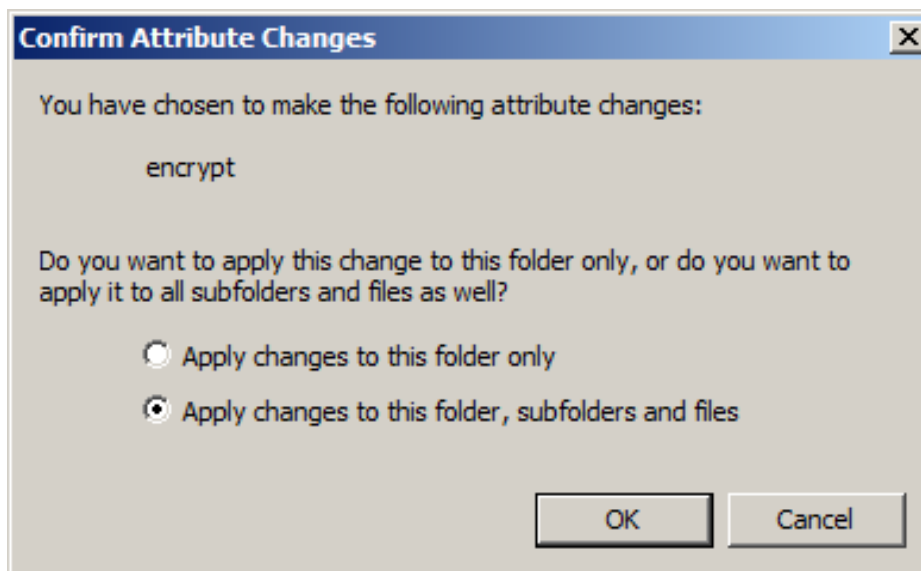 Confirm Attribute Changes
You have chosen to make the following attribute changes:
encrypt
Do you want to apply this change to this folder only, or do you want to
apply it to all subfolders and files as well?
Apply changes to this folder only
Apply changes to this folder, subfolders and files
OK
Cancel